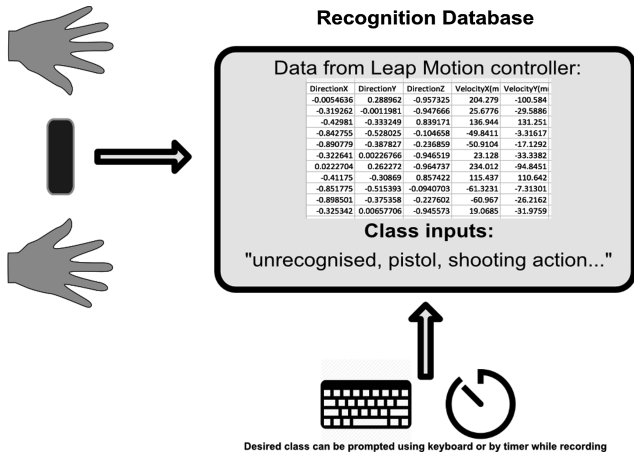 Recognition Database
Data from Leap Motion controller:
DirectionX DirectionY DirectionZ VelocityX(m VelocityY(m
-0.0054636 0.288962 -0.957325 204.279 -100.584
-0.319262 -0.0011981 -0.947666 25.6776 -29.5886
-0.42981 -0.333249 0.839171 136.944 131.251
-0.842755 -0.528025 -0.104658 -49.8411 -3.31617
-0.890779 -0.387827 -0.236859 -50.9104 -17.1292
-0.322641 0.00226766 -0.946519 23.128 -33.3382
0.0222704 0.262272 -0.964737 234.012 -94.8451
-0.41175 -0.30869 0.857422 115.437 110.642
-0.851775 -0.515393 -0.0940703 -61.3231 -7.31301
-0.898501 -0.375358 -0.227602 -60.967 -26.2162
-0.325342 0.00657706 -0.945573 19.0685 -31.9759
Class inputs:
"unrecognised, pistol, shooting action..."
Desired class can be prompted using keyboard or by timer while recording